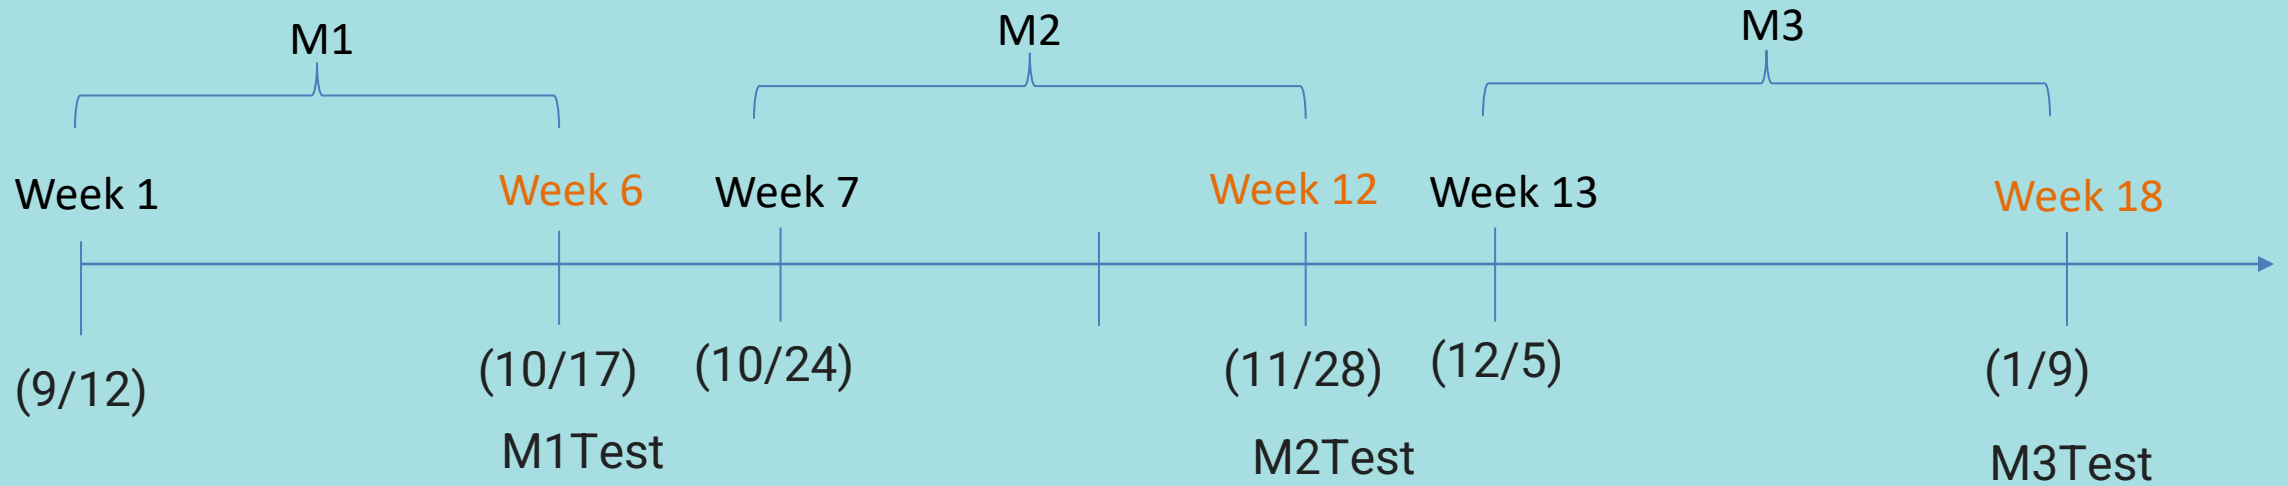 M1
M2
M3
Week 1
Week 6
Week 7
Week 12
Week 13
Week 18
(9/12)
(10/17)
(10/24)
(11/28)
(12/5)
(1/9)
M1Test
M2Test
M3Test